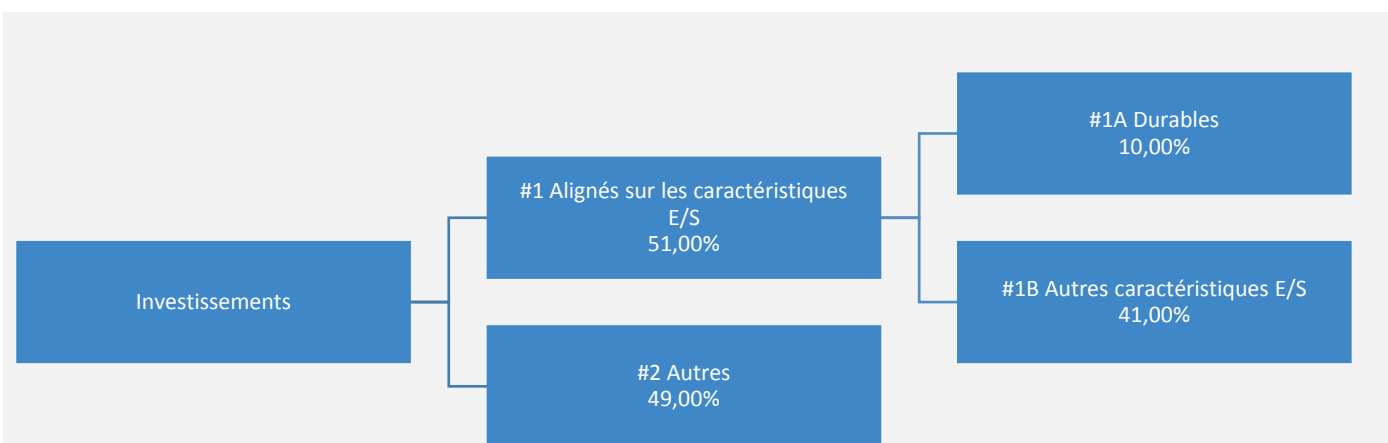 Investissements
#1 Alignés sur les caractéristiques
E/S
51,00%
#2 Autres
49,00%
#1A Durables
10,00%
#1B Autres caractéristiques E/S
41,00%